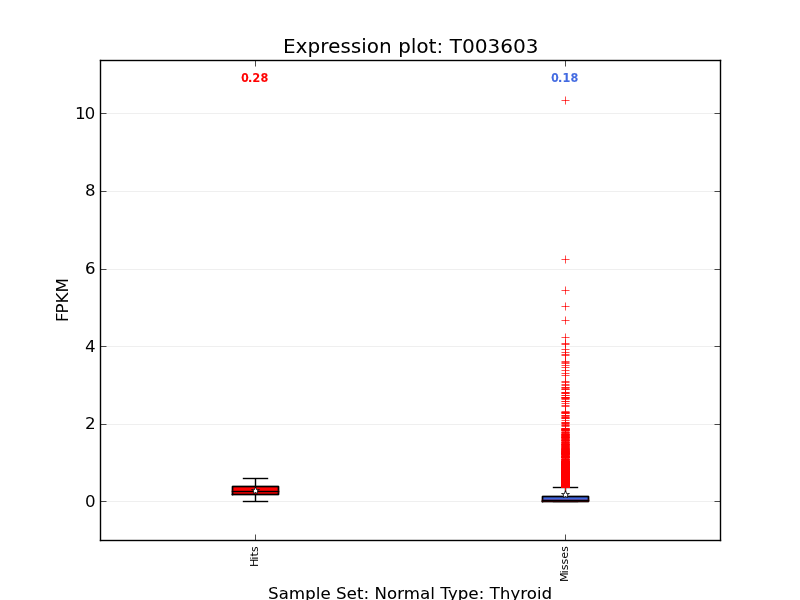 Expression plot: T003603
0.28
0.18
10
8
6
4
2
0
FPKM
Hits
Misses
Sample Set: Normal Type: Thyroid